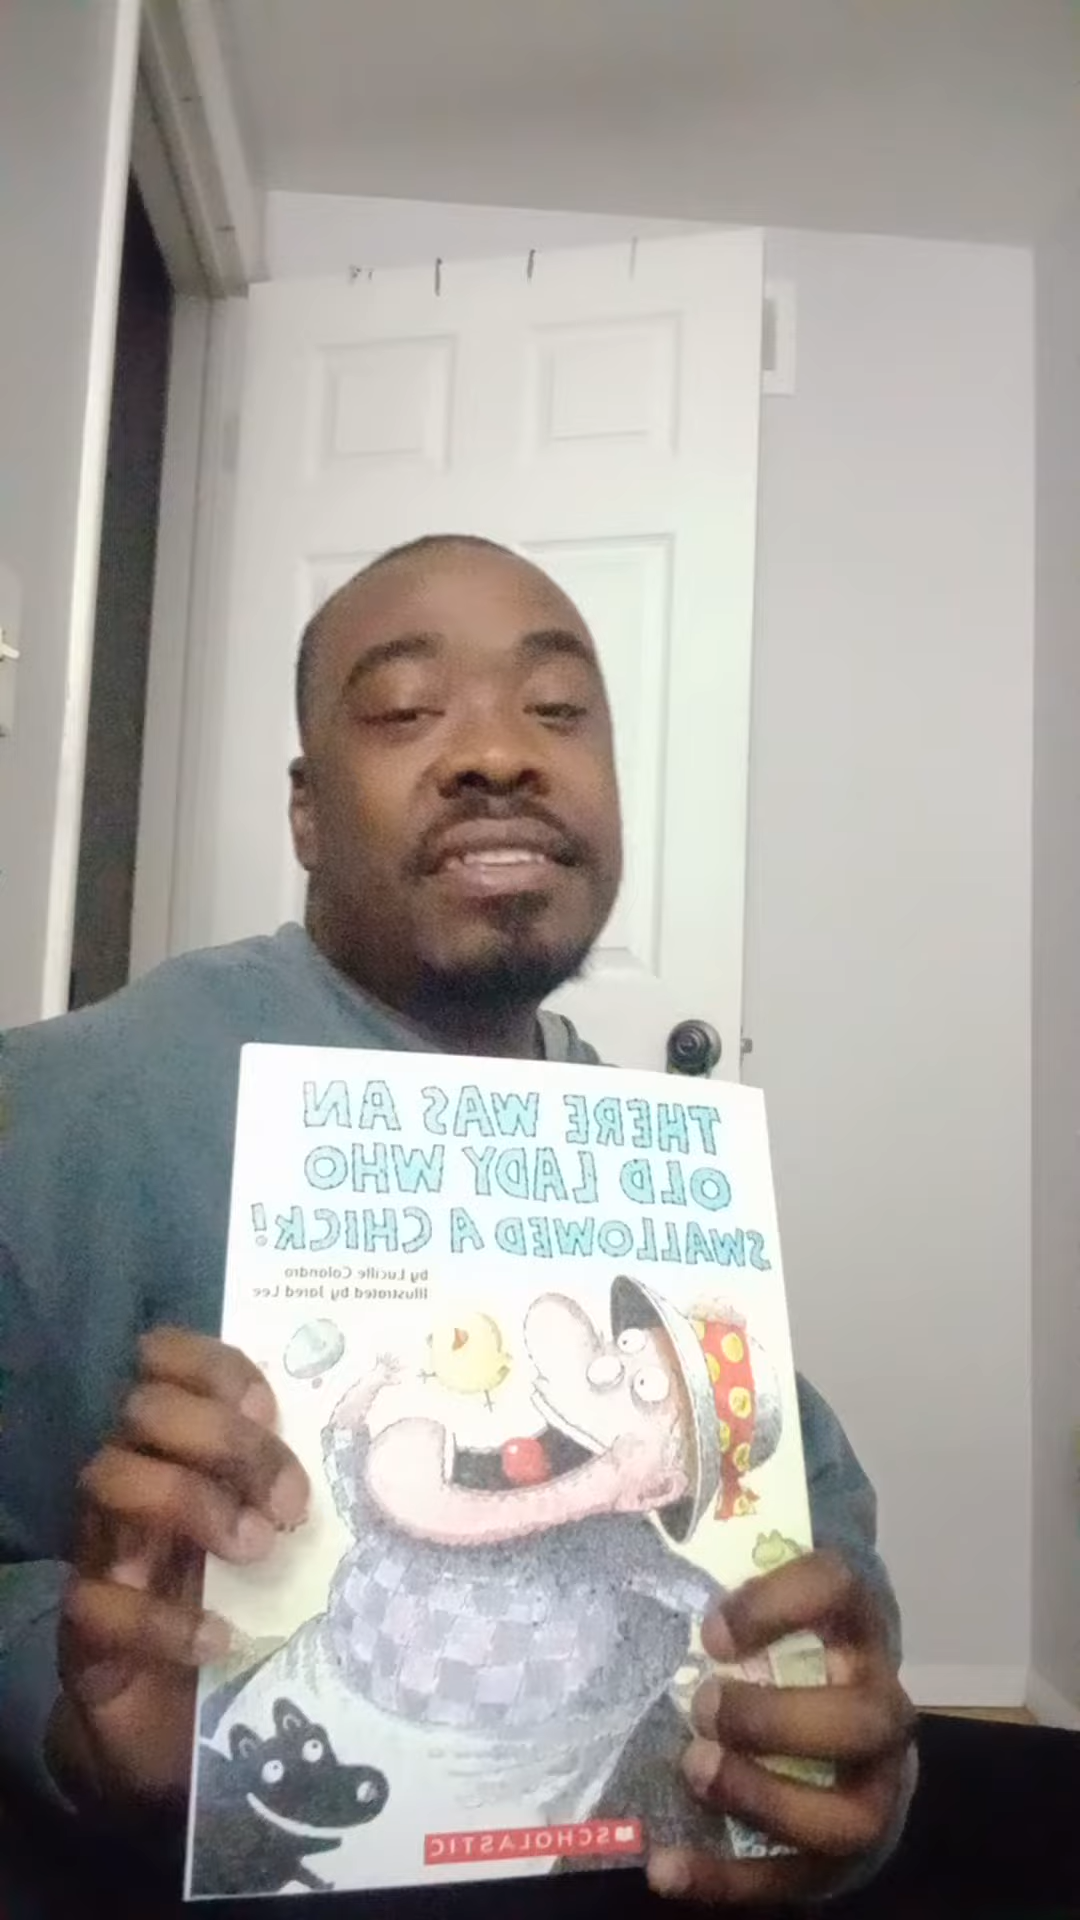 THERE WAS AN
OLD LADY WHO
SWALLOWED A CHICK!
by Lucille Colandro
Illustrated by Jared Lee
SCHOLASTIC